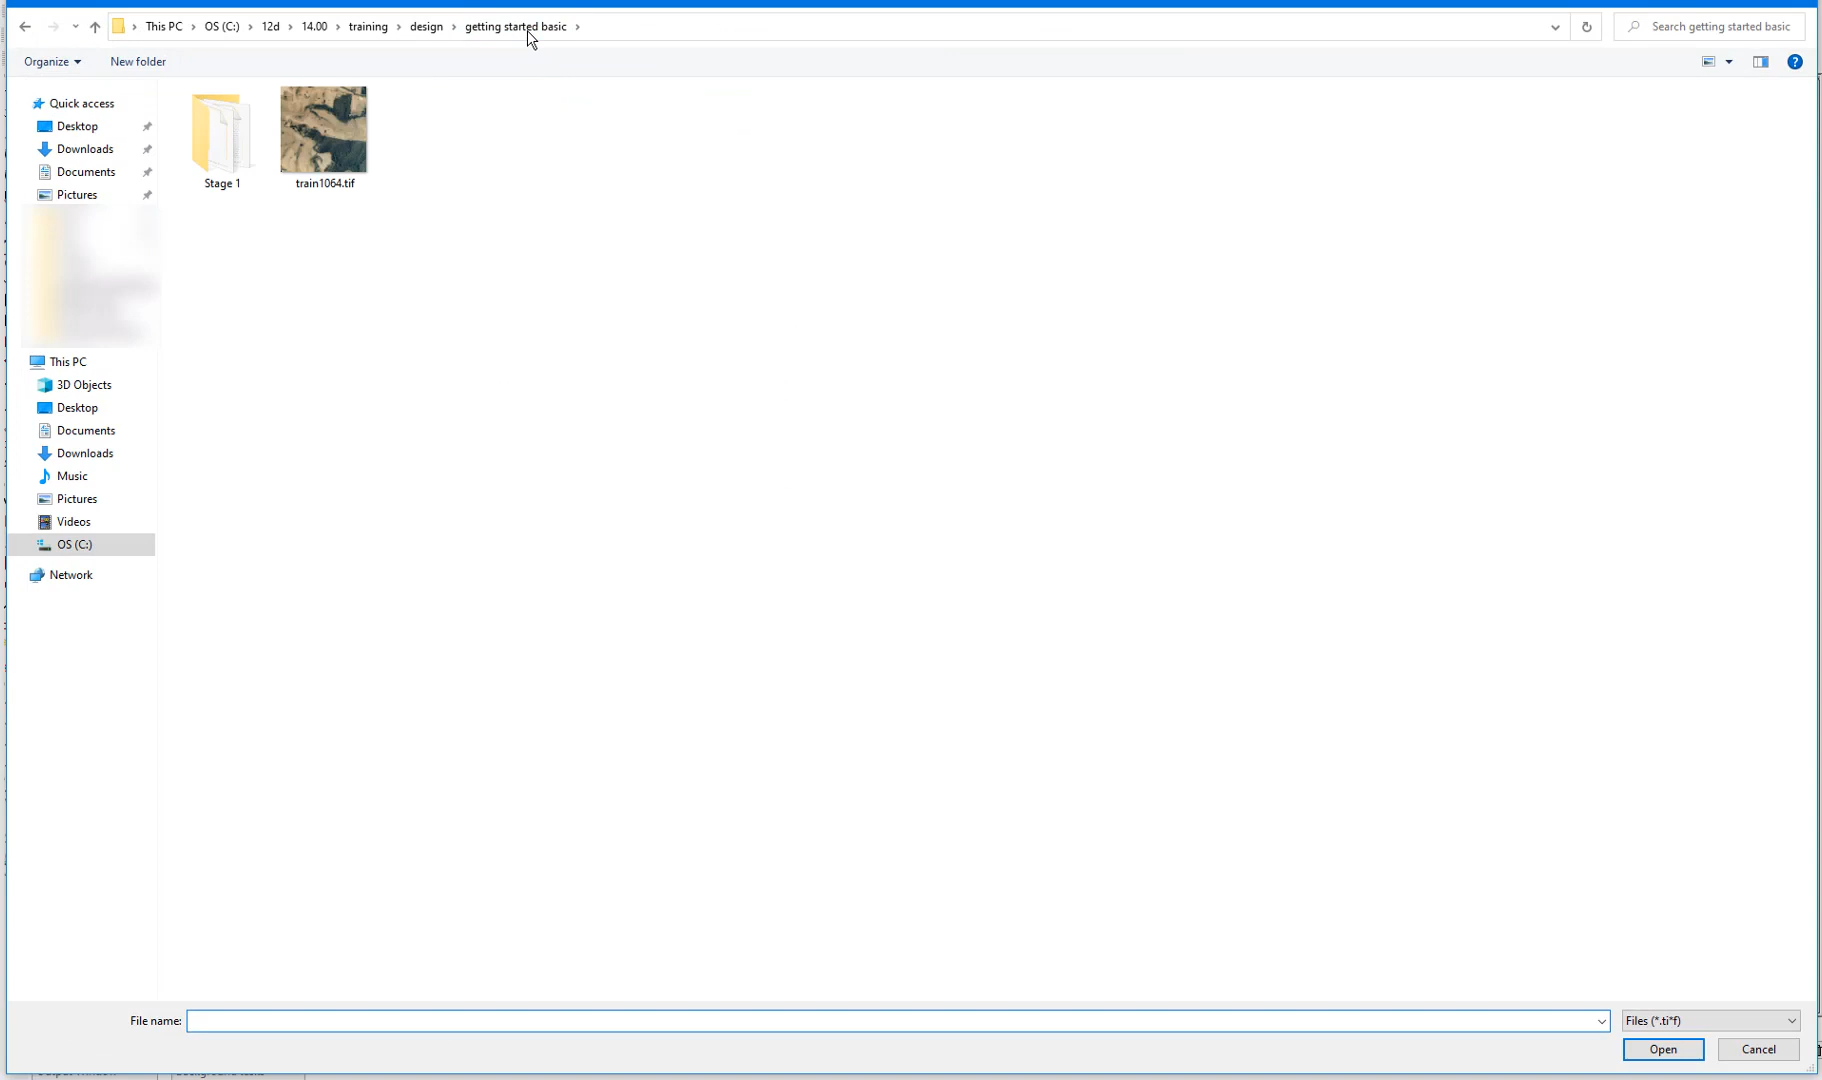 This PC › OS (C:) › 12d › 14.00 › training › design › getting started basic ›
Search getting started basic
Organize
New folder
Quick access
Desktop
Downloads
Documents
Pictures
This PC
3D Objects
Desktop
Documents
Downloads
Music
Pictures
Videos
OS (C:)
Network
Stage 1
train1064.tif
File name:
Files (*.ti*f)
Open
Cancel